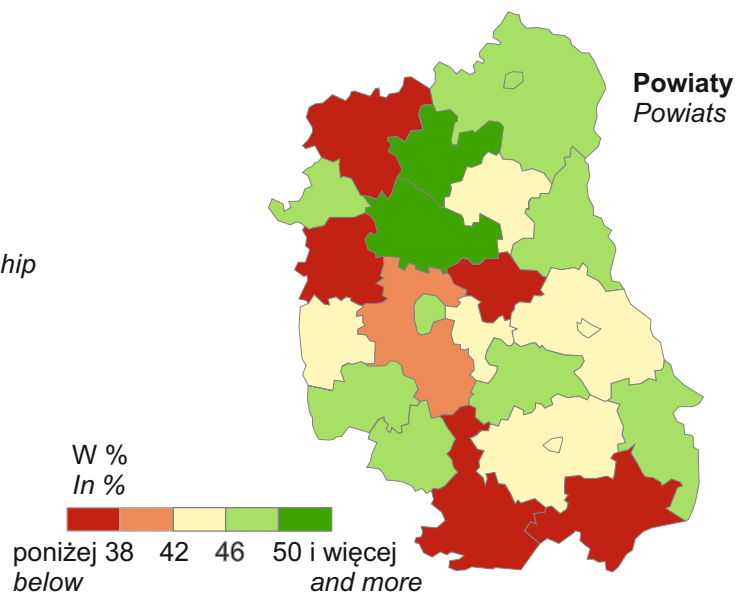 Powiaty
Powiats
hip
W %
In %
poniżej 38 42 46 50 i więcej
below and more